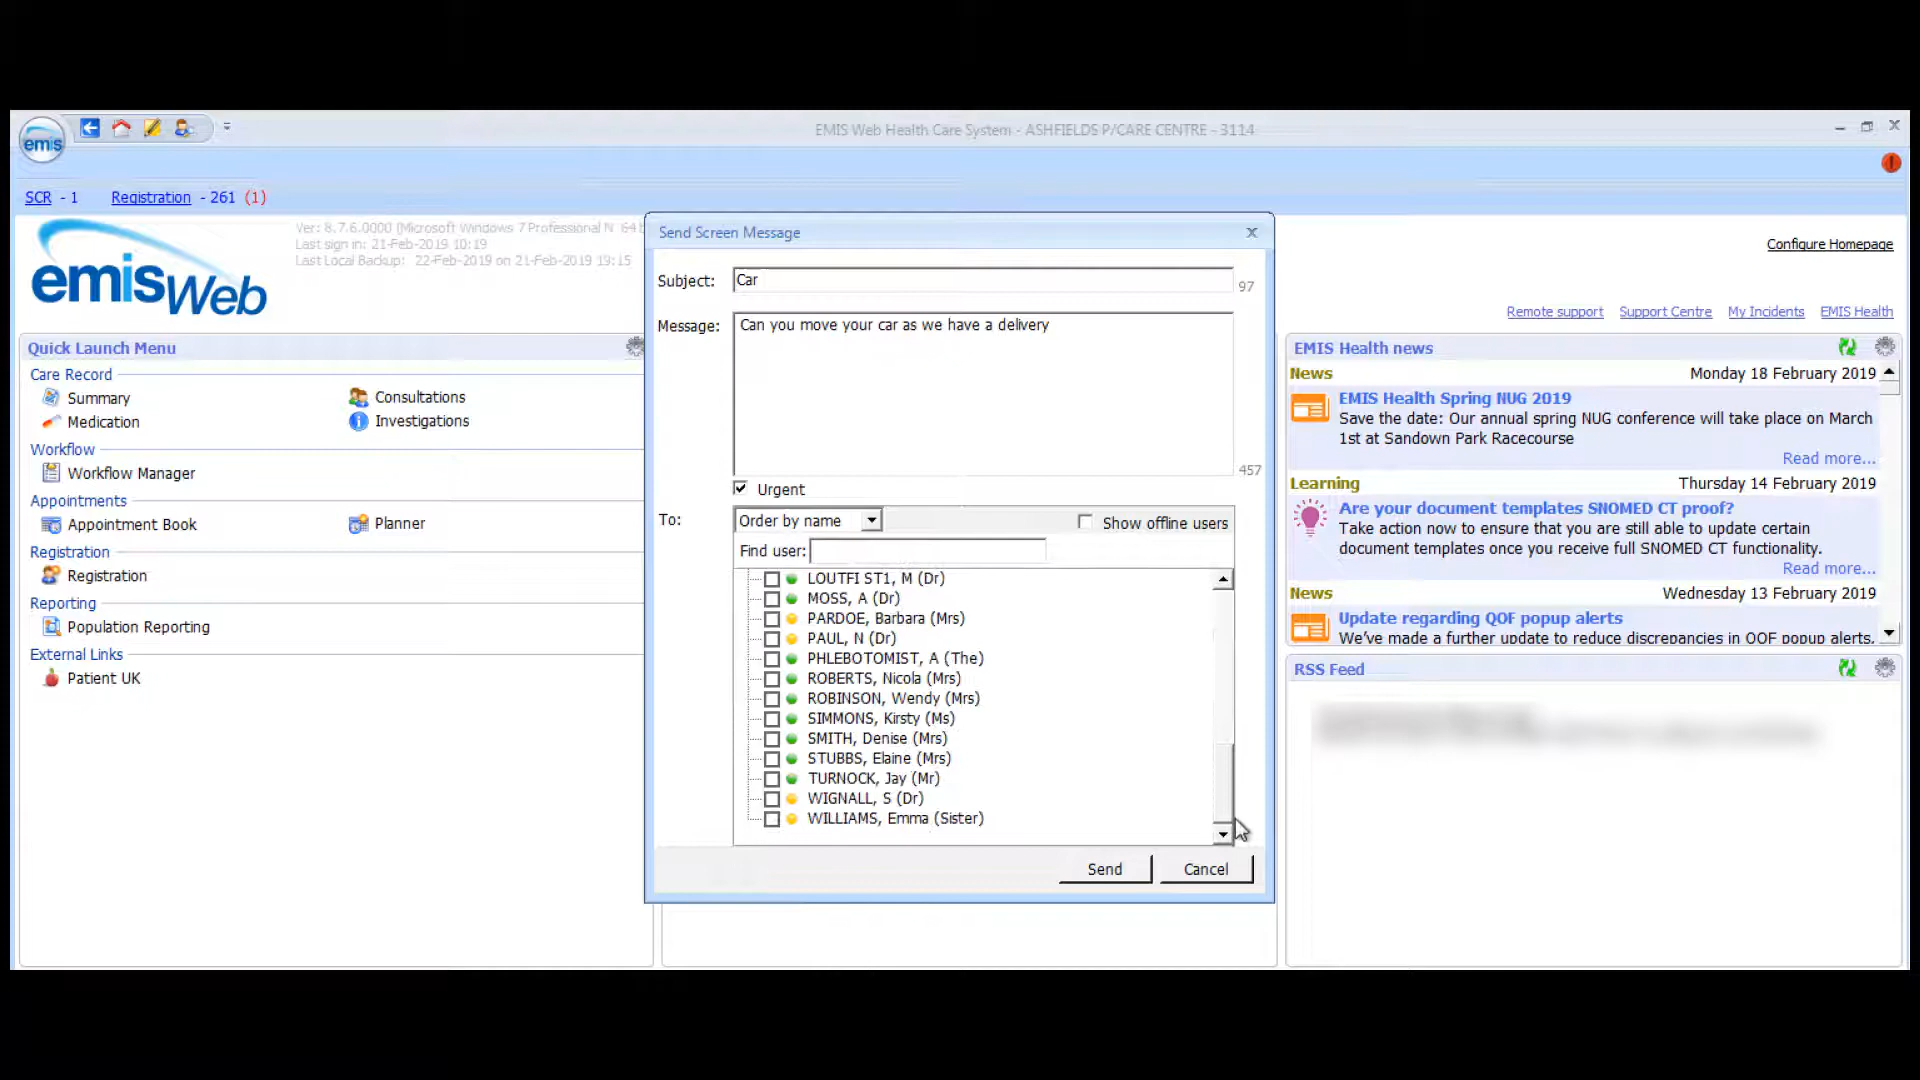 emis
EMIS Web Health Care System - ASHFIELDS P/CARE CENTRE - 3114
SCR - 1 Registration - 261 (1)
emisWeb
Ver: 8.7.6.0000 (Microsoft Windows 7 Professional N 64
Last sign in: 21-Feb-2019 10:19
Last Local Backup: 22-Feb-2019 on 21-Feb-2019 19:15
Configure Homepage
Remote support Support Centre My Incidents EMIS Health
Quick Launch Menu
Care Record
Summary Consultations
Medication Investigations
Workflow
Workflow Manager
Appointments
Appointment Book Planner
Registration
Registration
Reporting
Population Reporting
External Links
Patient UK
Send Screen Message
Subject: Car 97
Message: Can you move your car as we have a delivery
457
Urgent
To: Order by name Show offline users
Find user:
LOUTFI ST1, M (Dr)
MOSS, A (Dr)
PARDOE, Barbara (Mrs)
PAUL, N (Dr)
PHLEBOTOMIST, A (The)
ROBERTS, Nicola (Mrs)
ROBINSON, Wendy (Mrs)
SIMMONS, Kirsty (Ms)
SMITH, Denise (Mrs)
STUBBS, Elaine (Mrs)
TURNOCK, Jay (Mr)
WIGNALL, S (Dr)
WILLIAMS, Emma (Sister)
Send Cancel
EMIS Health news
News Monday 18 February 2019
EMIS Health Spring NUG 2019
Save the date: Our annual spring NUG conference will take place on March
1st at Sandown Park Racecourse
Read more...
Learning Thursday 14 February 2019
Are your document templates SNOMED CT proof?
Take action now to ensure that you are still able to update certain
document templates once you receive full SNOMED CT functionality.
Read more...
News Wednesday 13 February 2019
Update regarding QOF popup alerts
We've made a further update to reduce discrepancies in QOF popup alerts.
RSS Feed